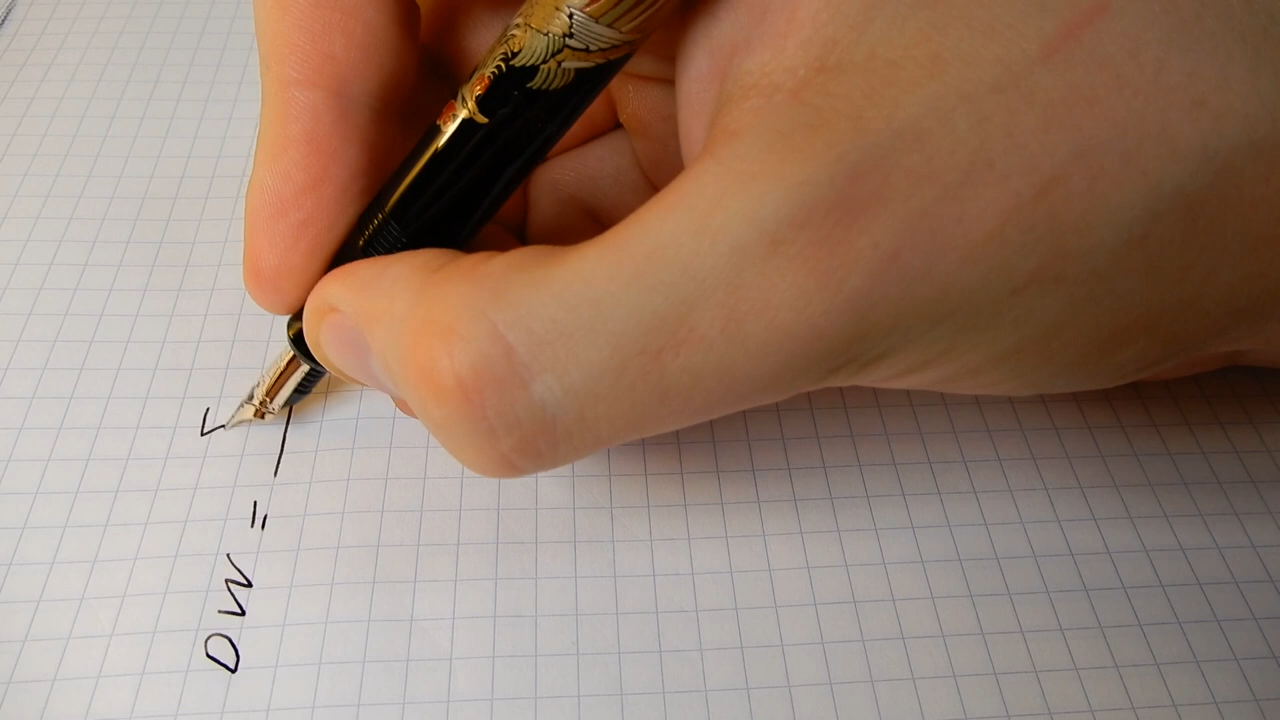 DW =